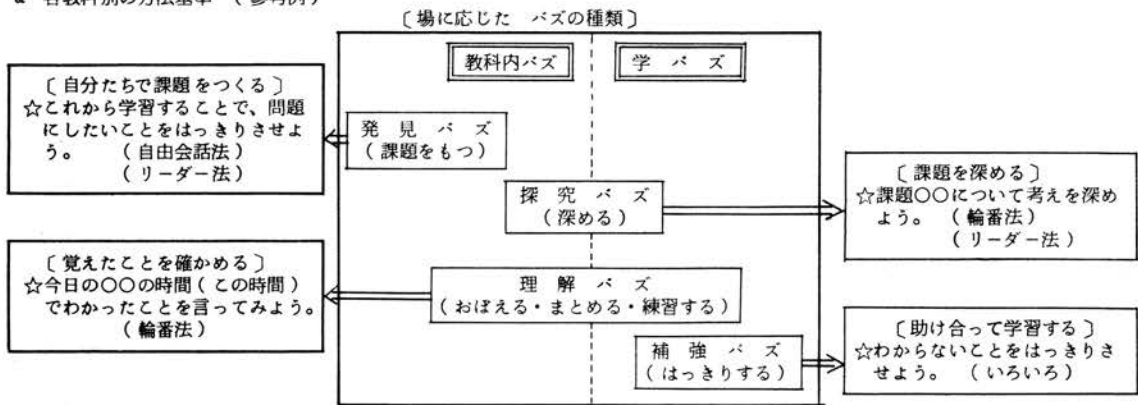 各教科別の方法基準 (参考例)
〔場に応じた バズの種類〕
教科内バズ
学 バズ
〔自分たちで課題をつくる〕
☆これから学習することで、問題
にしたいことをはっきりさせよ
う。 (自由会話法)
(リーダー法)
発見バズ
(課題をもつ)
探究バズ
(深める)
〔課題を深める〕
☆課題〇〇について考えを深め
よう。 (輪番法)
(リーダー法)
〔覚えたことを確かめる〕
☆今日の〇〇の時間(この時間)
でわかったことを言ってみよう。
(輪番法)
理解バズ
(おぼえる・まとめる・練習する)
補強バズ
(はっきりする)
〔助け合って学習する〕
☆わからないことをはっきりさ
せよう。 (いろいろ)